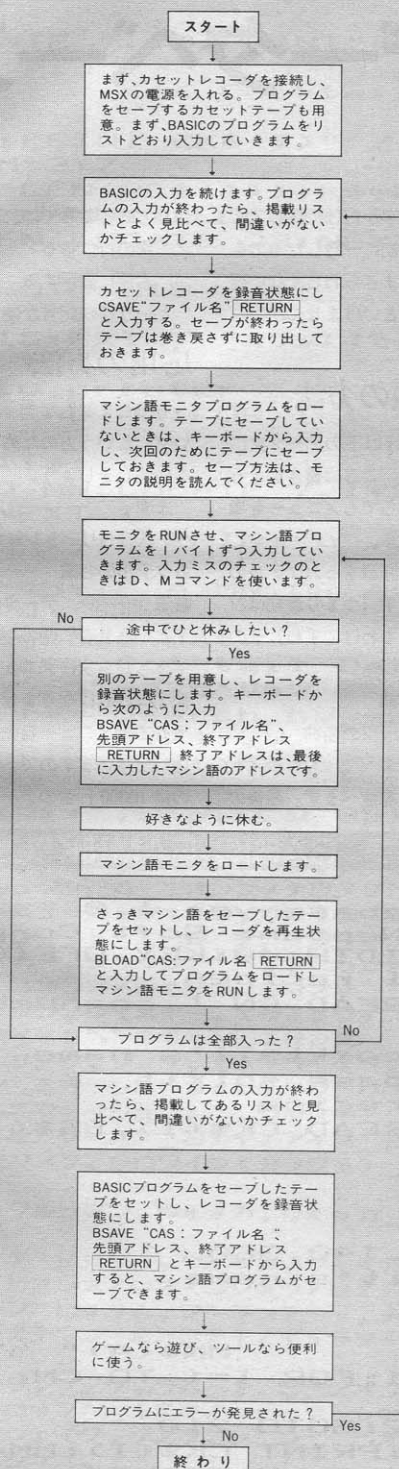 スタート
まず、カセットレコーダを接続し、
MSXの電源を入れる。プログラム
をセーブするカセットテープも用
意。まず、BASICのプログラムをリ
ストどおり入力していきます。
BASICの入力を続けます。プログラ
ムの入力が終わったら、掲載リス
トとよく見比べて、間違いがない
かチェックします。
カセットレコーダを録音状態にし
CSAVE"ファイル名" RETURN
と入力する。セーブが終わったら
テープは巻き戻さずに取り出して
おきます。
マシン語モニタプログラムをロー
ドします。テープにセーブしてい
ないときは、キーボードから入力
し、次回のためにテープにセーブ
しておきます。セーブ方法は、モ
ニタの説明を読んでください。
モニタをRUNさせ、マシン語プロ
グラムを1バイトずつ入力してい
きます。入力ミスのチェックのと
きはD、Mコマンドを使います。
No
途中でひと休みしたい？
Yes
別のテープを用意し、レコーダを
録音状態にします。キーボードか
ら次のように入力
BSAVE "CAS：ファイル名"、
先頭アドレス、終了アドレス
RETURN 終了アドレスは、最後
に入力したマシン語のアドレスです。
好きなように休む。
マシン語モニタをロードします。
さっきマシン語をセーブしたテー
プをセットし、レコーダを再生状
態にします。
BLOAD"CAS:ファイル名 RETURN
と入力してプログラムをロードし
マシン語モニタをRUNします。
プログラムは全部入った？
No
Yes
マシン語プログラムの入力が終わ
ったら、掲載してあるリストと見
比べて、間違いがないかチェック
します。
BASICプログラムをセーブしたテー
プをセットし、レコーダを録音状
態にします。
BSAVE "CAS：ファイル名"、
先頭アドレス、終了アドレス
RETURN とキーボードから入力
すると、マシン語プログラムがセ
ーブできます。
ゲームなら遊び、ツールなら便利
に使う。
プログラムにエラーが発見された？
Yes
No
終わり